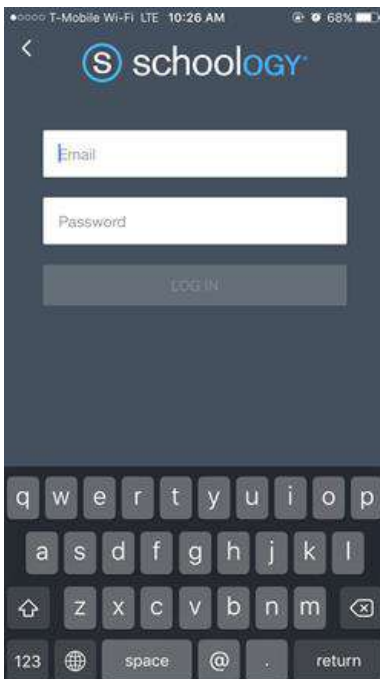 T-Mobile Wi-Fi LTE 10:26 AM 68%
S schoology
Email
Password
LOG IN
q w e r t y u i o p
a s d f g h j k l
z x c v b n m
123 space @ . return